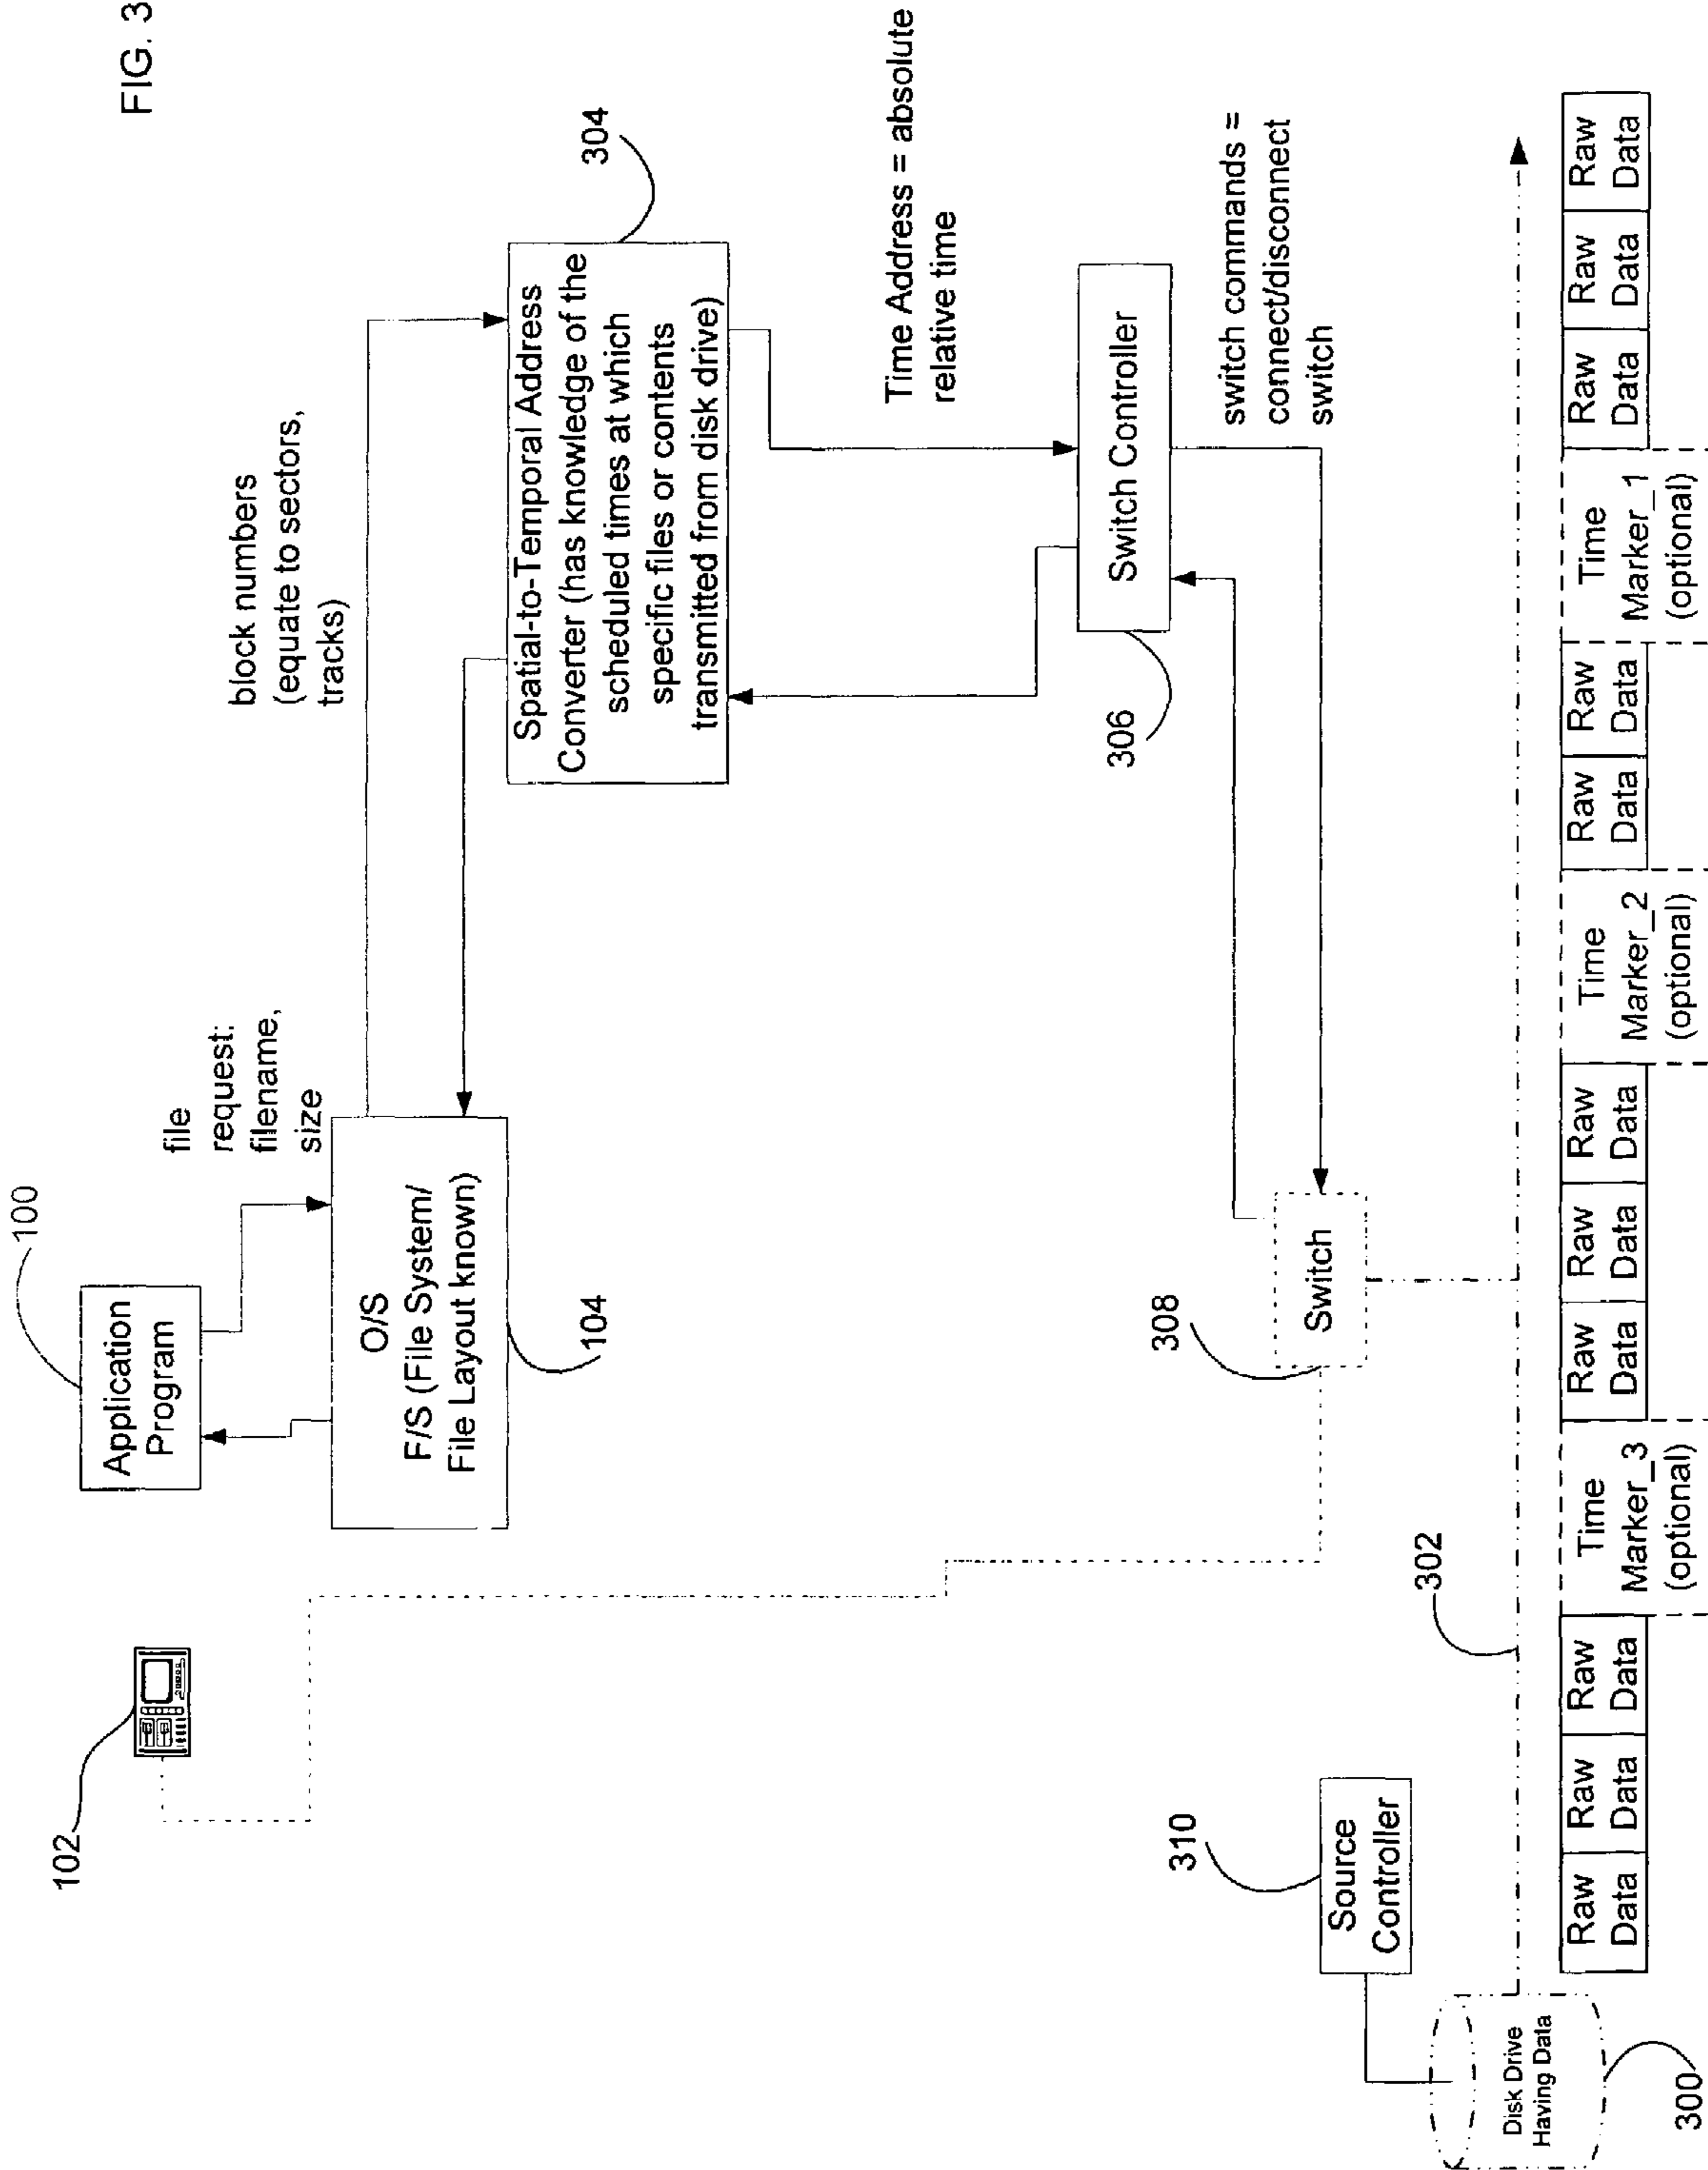 FIG. 3
100
Application
Program
file
request:
filename,
size
102
O/S
F/S (File System/
File Layout known)
104
block numbers
(equate to sectors,
tracks)
304
Spatial-to-Temporal Address
Converter (has knowledge of the
scheduled times at which
specific files or contents
transmitted from disk drive)
Time Address = absolute
relative time
Switch Controller
306
switch commands =
connect/disconnect
switch
308
Switch
310
Source
Controller
302
Disk Drive
Having Data
300
Raw
Data
Raw
Data
Raw
Data
Time
Marker_3
(optional)
Raw
Data
Raw
Data
Raw
Data
Time
Marker_2
(optional)
Raw
Data
Raw
Data
Time
Marker_1
(optional)
Raw
Data
Raw
Data
Raw
Data